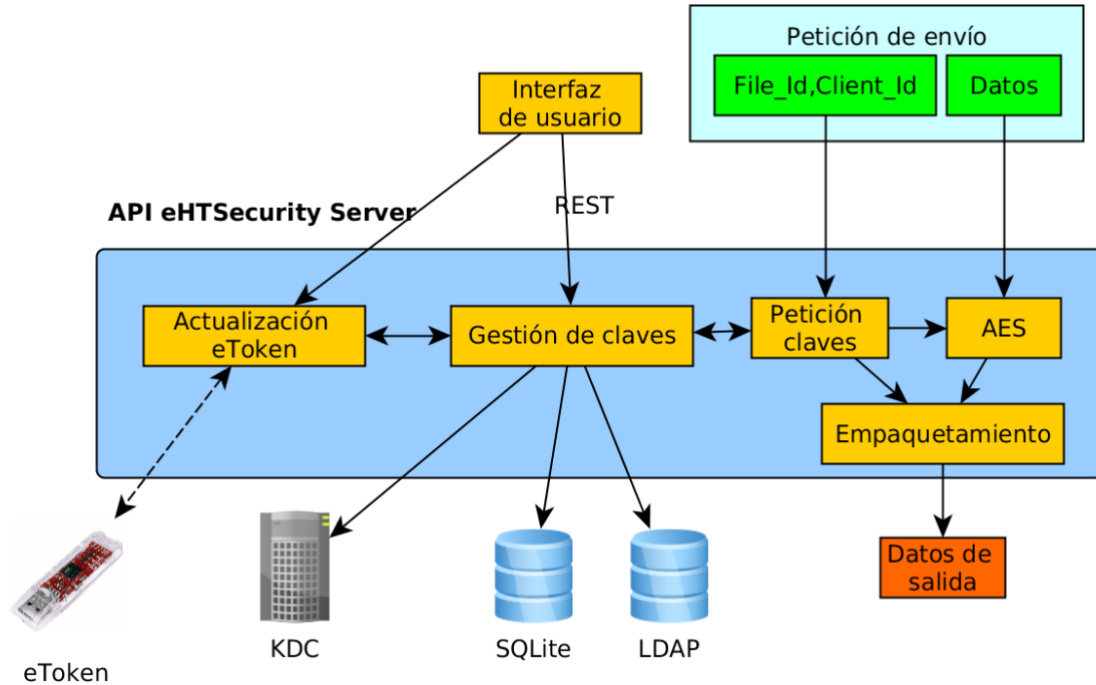 Petición de envío
File_Id,Client_Id
Datos
Interfaz
de usuario
API eHTSecurity Server
REST
Actualización
eToken
Gestión de claves
Petición
claves
AES
Empaquetamiento
Datos de
salida
KDC
SQLite
LDAP
eToken